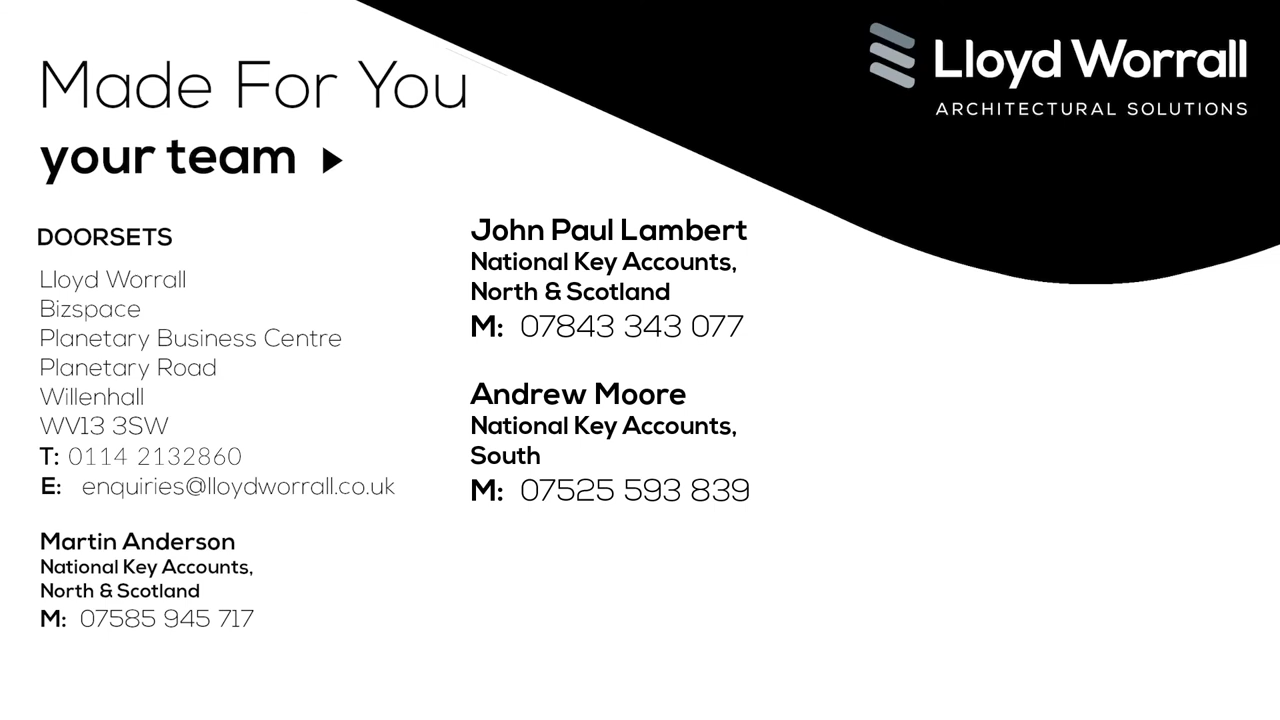 Made For You
your team
Lloyd Worrall
ARCHITECTURAL SOLUTIONS
DOORSETS
Lloyd Worrall
Bizspace
Planetary Business Centre
Planetary Road
Willenhall
WV13 3SW
T: 0114 2132860
E: enquiries@lloydworrall.co.uk
Martin Anderson
National Key Accounts,
North & Scotland
M: 07585 945 717
John Paul Lambert
National Key Accounts,
North & Scotland
M: 07843 343 077
Andrew Moore
National Key Accounts,
South
M: 07525 593 839